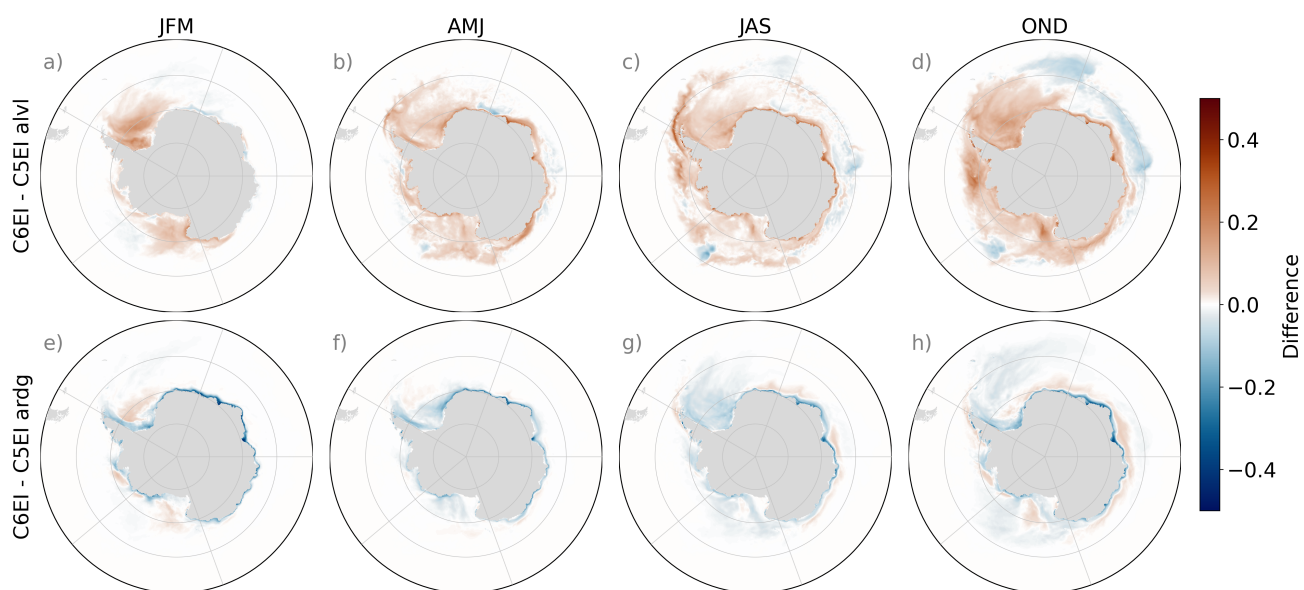 JFM AMJ JAS OND
a) b) c) d)
C6EI - C5EI alvl
e) f) g) h)
C6EI - C5EI ardg
0.4
0.2
0.0
−0.2
−0.4
Difference